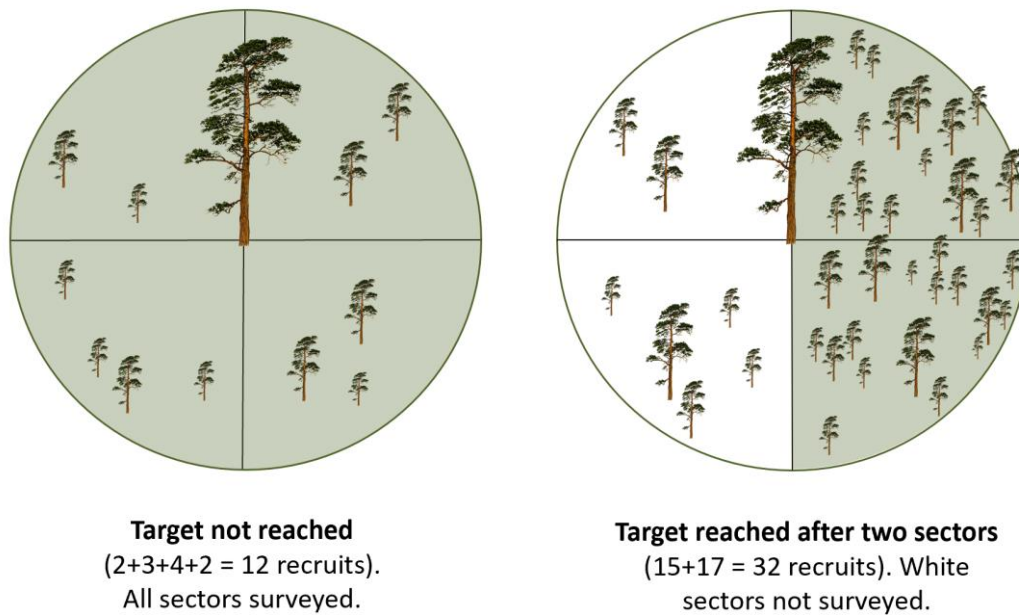 Target not reached
(2+3+4+2 = 12 recruits).
All sectors surveyed.
Target reached after two sectors
(15+17 = 32 recruits). White
sectors not surveyed.